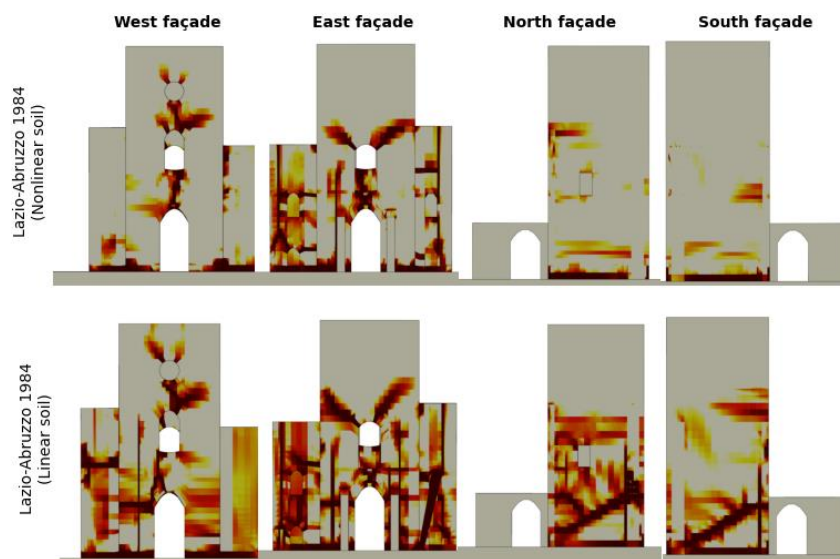 West façade East façade North façade South façade
Lazio-Abruzzo 1984
(Nonlinear soil)
Lazio-Abruzzo 1984
(Linear soil)